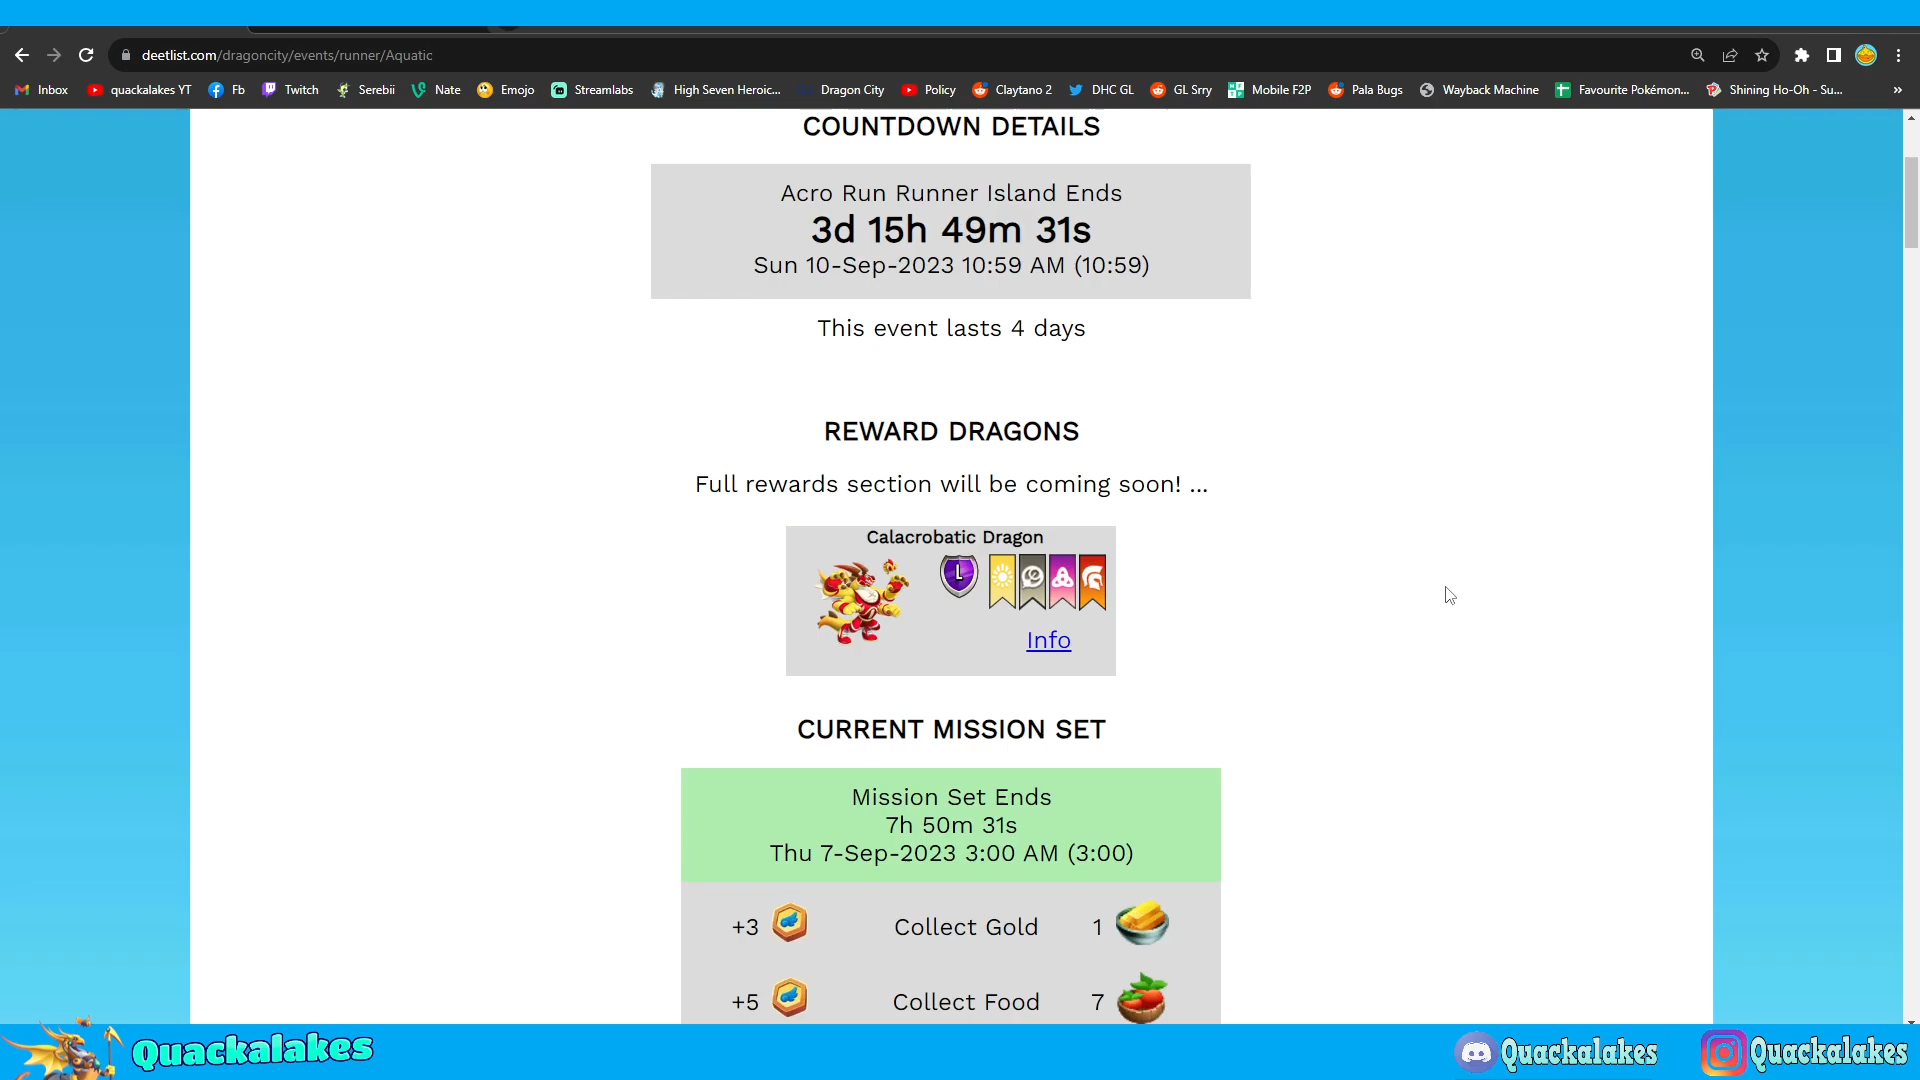 deetlist.com/dragoncity/events/runner/Aquatic
Inbox quackalakes YT Fb Twitch Serebii Nate Emojo Streamlabs High Seven Heroic... Dragon City Policy Claytano 2 DHC GL GL Srry Mobile F2P Pala Bugs Wayback Machine Favourite Pokémon... Shining Ho-Oh - Su... »
COUNTDOWN DETAILS
Acro Run Runner Island Ends
3d 15h 49m 31s
Sun 10-Sep-2023 10:59 AM (10:59)
This event lasts 4 days
REWARD DRAGONS
Full rewards section will be coming soon! ...
Calacrobatic Dragon
L
Info
CURRENT MISSION SET
Mission Set Ends
7h 50m 31s
Thu 7-Sep-2023 3:00 AM (3:00)
+3 Collect Gold 1
+5 Collect Food 7
Quackalakes Quackalakes Quackalakes